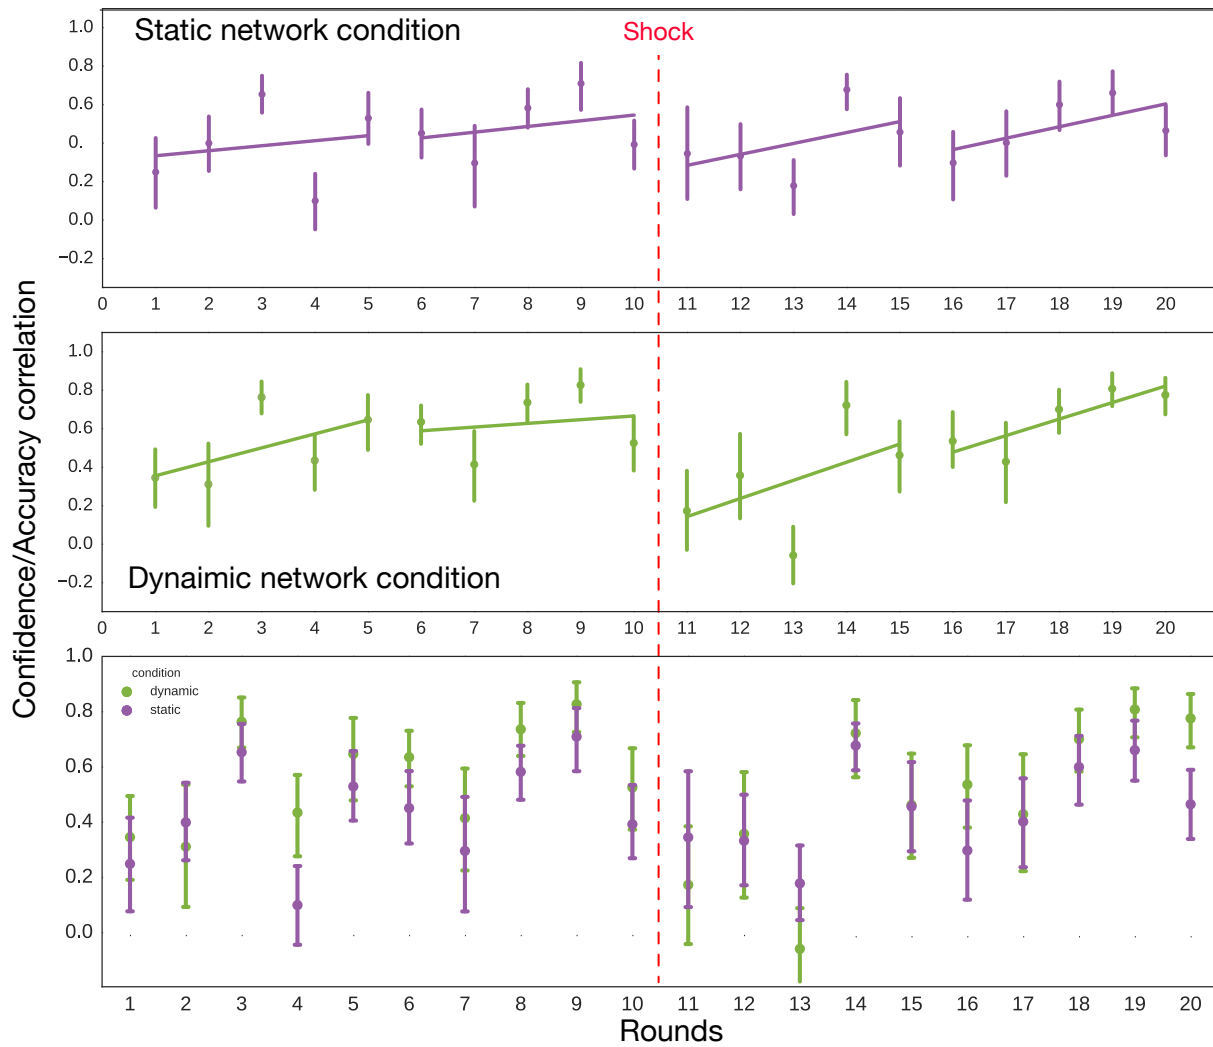 Static network condition
Shock
1.0
0.8
0.6
0.
0.2
0.0
−0.2
0 1 2 3 4 5 6 7 8 9 10 11 12 13 14 15 16 17 18 19 20
Confidence/Accuracy correlation
1.0
0.8
0.6
0.4
0.2
0.0
−0.2
Dynaimic network condition
0 1 2 3 4 5 6 7 8 9 10 11 12 13 14 15 16 17 18 19 20
1.0
0.8
0.6
0.4
0.2
0.0
condition
dynamic
static
1 2 3 4 5 6 7 8 9 10 11 12 13 14 15 16 17 18 19 20
Rounds